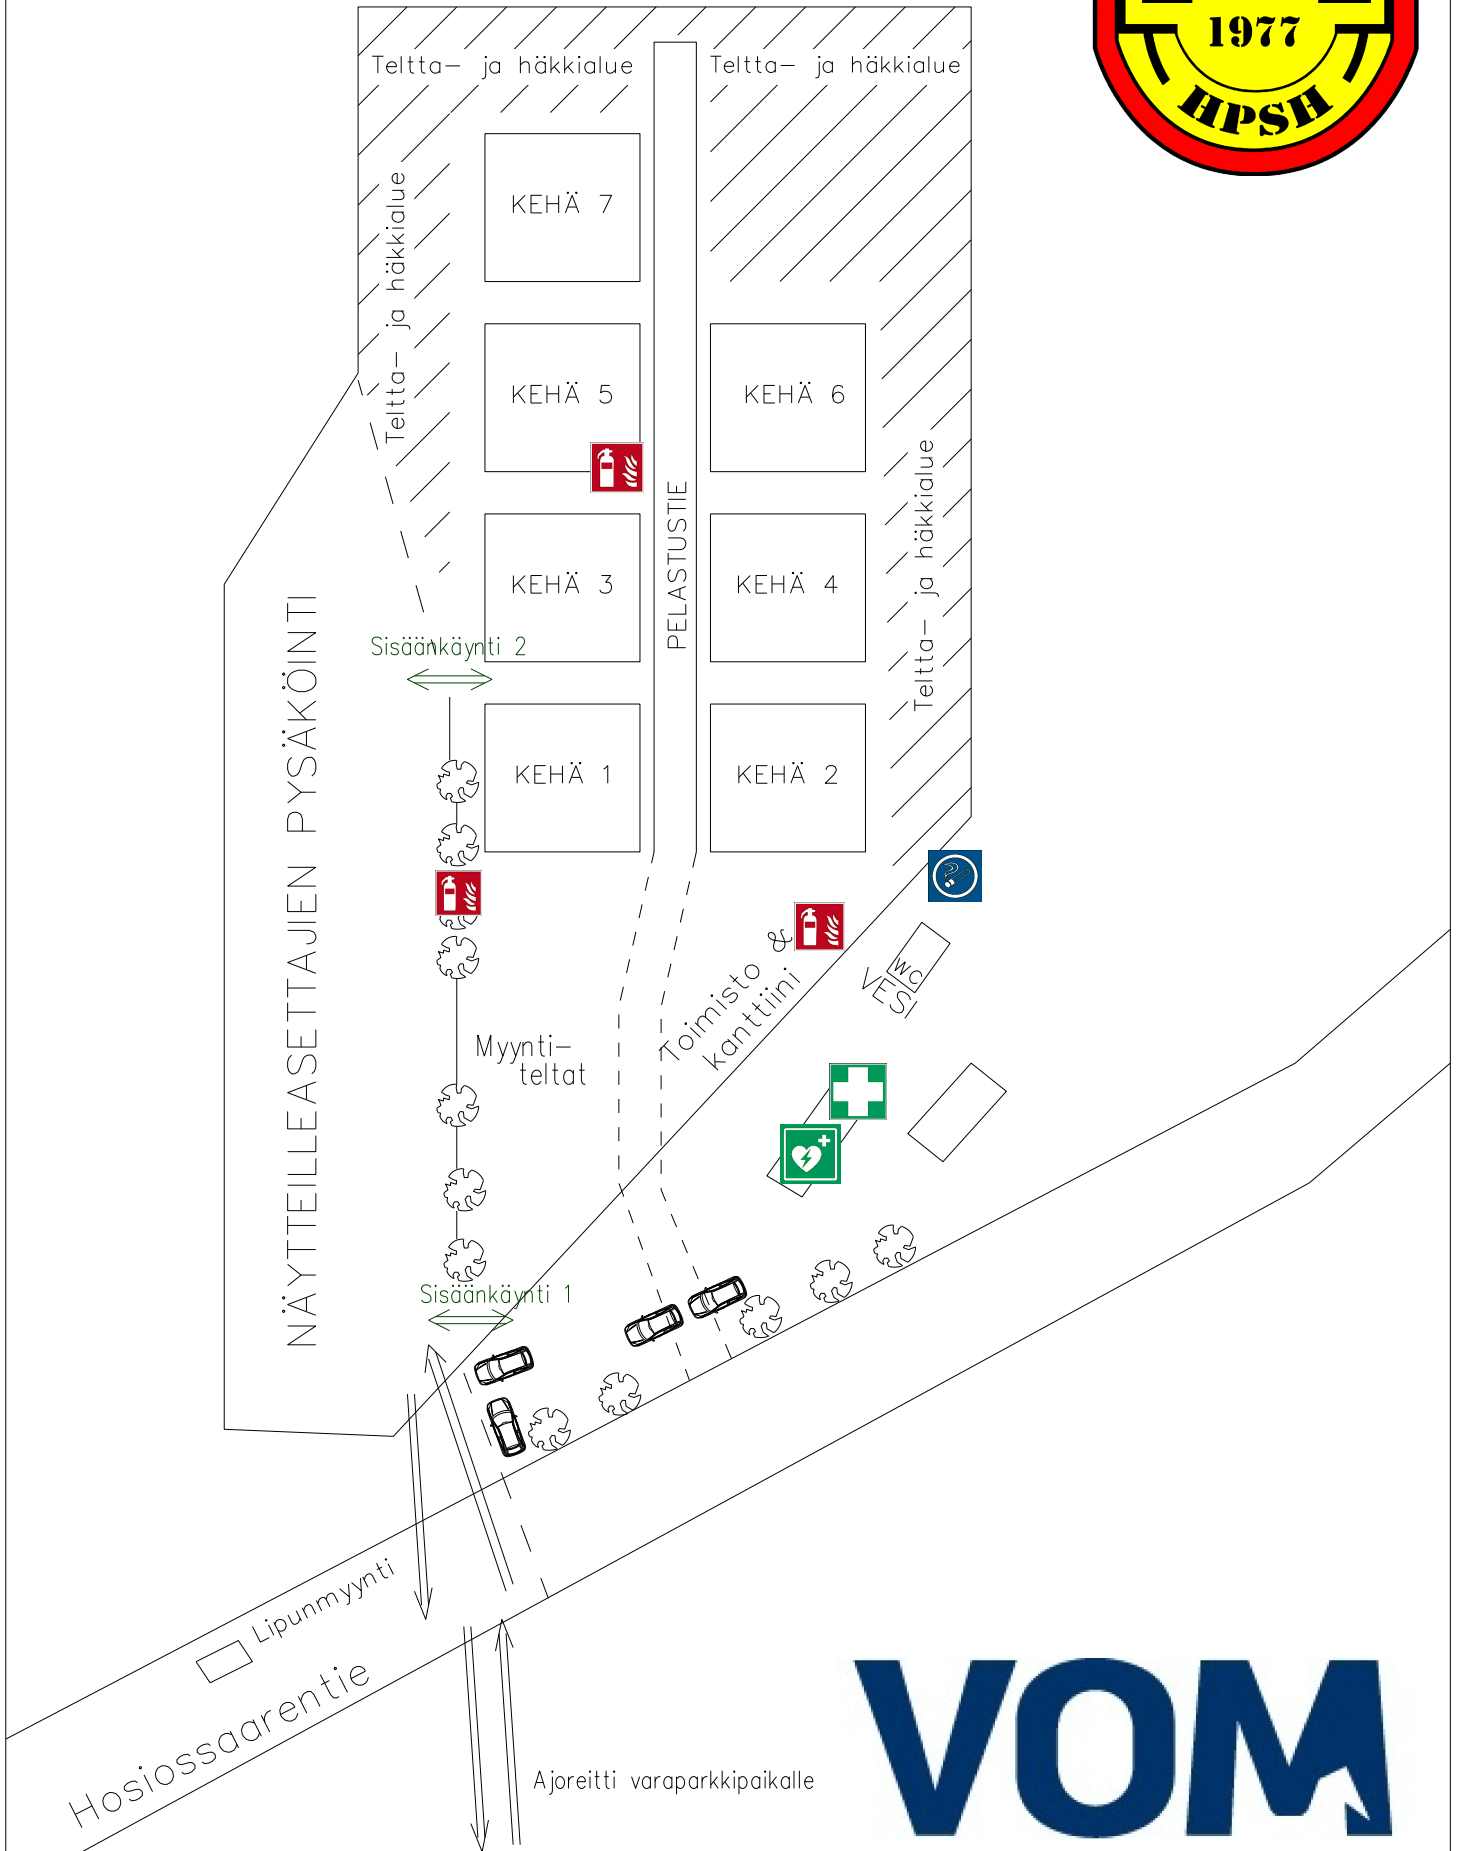 1977
HPSH
Teltta- ja häkkialue
Teltta- ja häkkialue
Teltta- ja häkkialue
KEHÄ 7
KEHÄ 5
KEHÄ 6
PELASTUSTIE
Teltta- ja häkkialue
KEHÄ 3
KEHÄ 4
Sisäänkäynti 2
NÄYTTEILLEASETTAJIEN PYSÄKÖINTI
KEHÄ 1
KEHÄ 2
Toimisto &
kanttiini
WC
VESI
Myynti-
teltat
Sisäänkäynti 1
Lipunmyynti
Hosiossaarentie
Ajoreitti varaparkkipaikalle
VOM